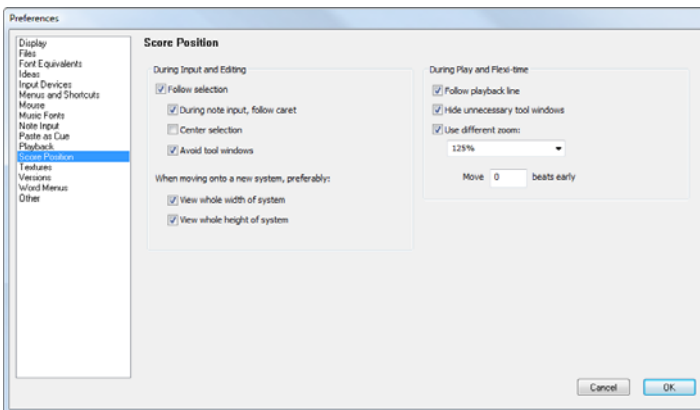 Preferences
Display
Files
Font Equivalents
Ideas
Input Devices
Menus and Shortcuts
Mouse
Music Fonts
Note Input
Paste as Cue
Playback
Score Position
Textures
Versions
Word Menus
Other
Score Position
During Input and Editing
Follow selection
During note input, follow caret
Center selection
Avoid tool windows
When moving onto a new system, preferably:
View whole width of system
View whole height of system
During Play and Flexi-time
Follow playback line
Hide unnecessary tool windows
Use different zoom:
125%
Move 0 beats early
Cancel OK